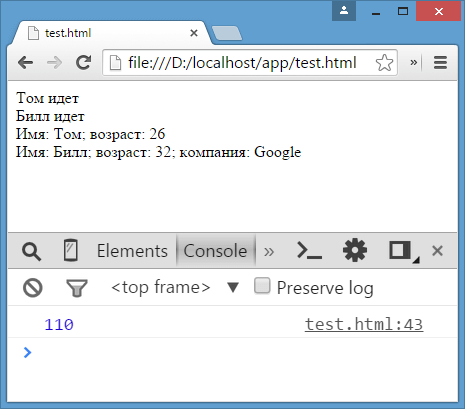 test.html
file:///D:/localhost/app/test.html
Том идет
Билл идет
Имя: Том; возраст: 26
Имя: Билл; возраст: 32; компания: Google
Elements Console »
<top frame> ▼ Preserve log
110 test.html:43